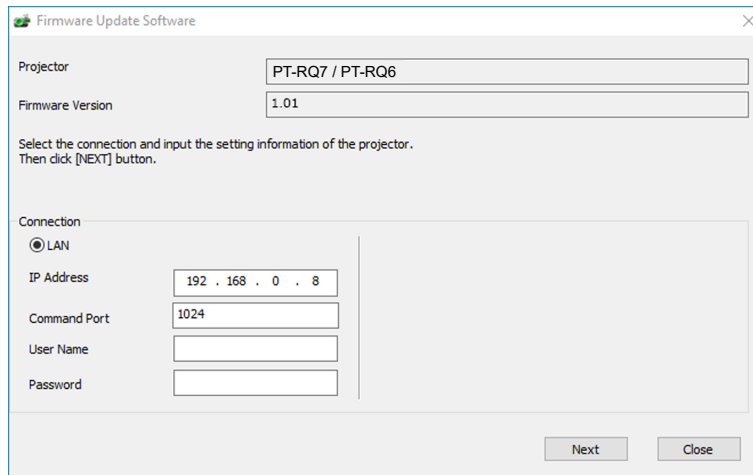 Firmware Update Software
Projector
PT-RQ7 / PT-RQ6
Firmware Version
1.01
Select the connection and input the setting information of the projector.
Then click [NEXT] button.
Connection
LAN
IP Address
192 . 168 . 0 . 8
Command Port
1024
User Name
Password
Next
Close